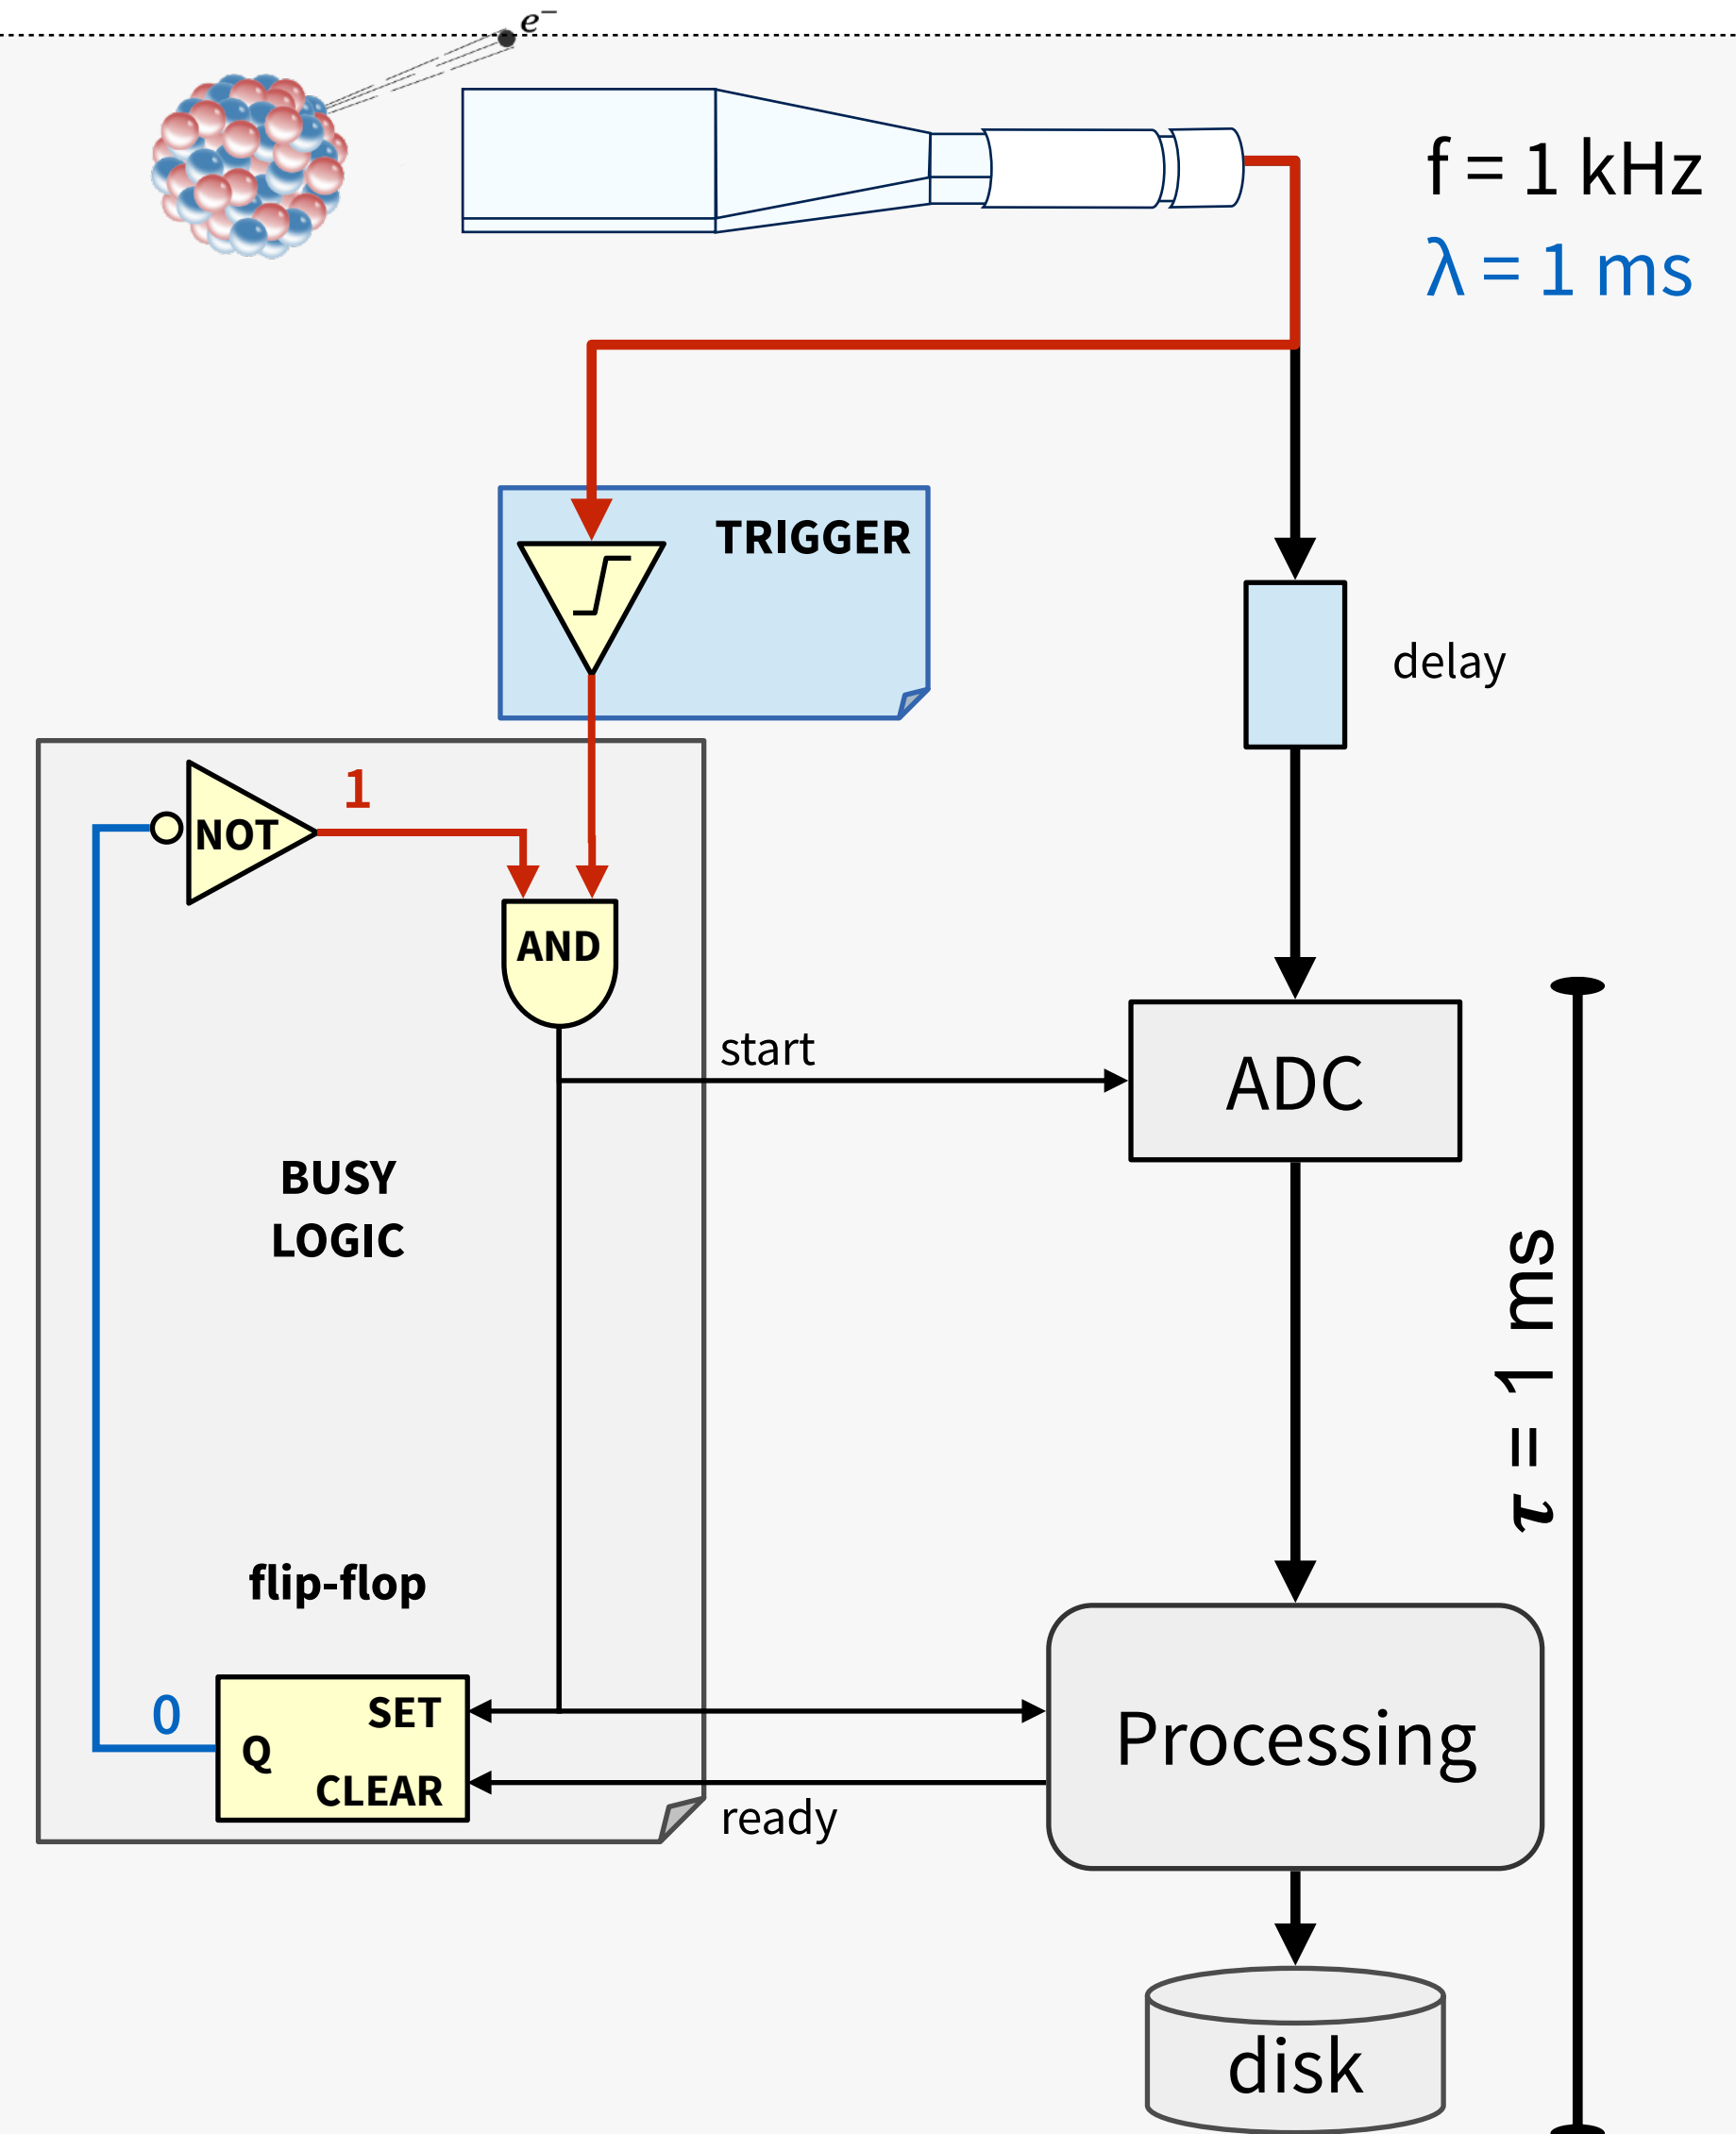 e⁻
f = 1 kHz
λ = 1 ms
TRIGGER
delay
NOT
1
AND
start
ADC
BUSY
LOGIC
τ = 1 ms
flip-flop
0
Q
SET
CLEAR
ready
Processing
disk